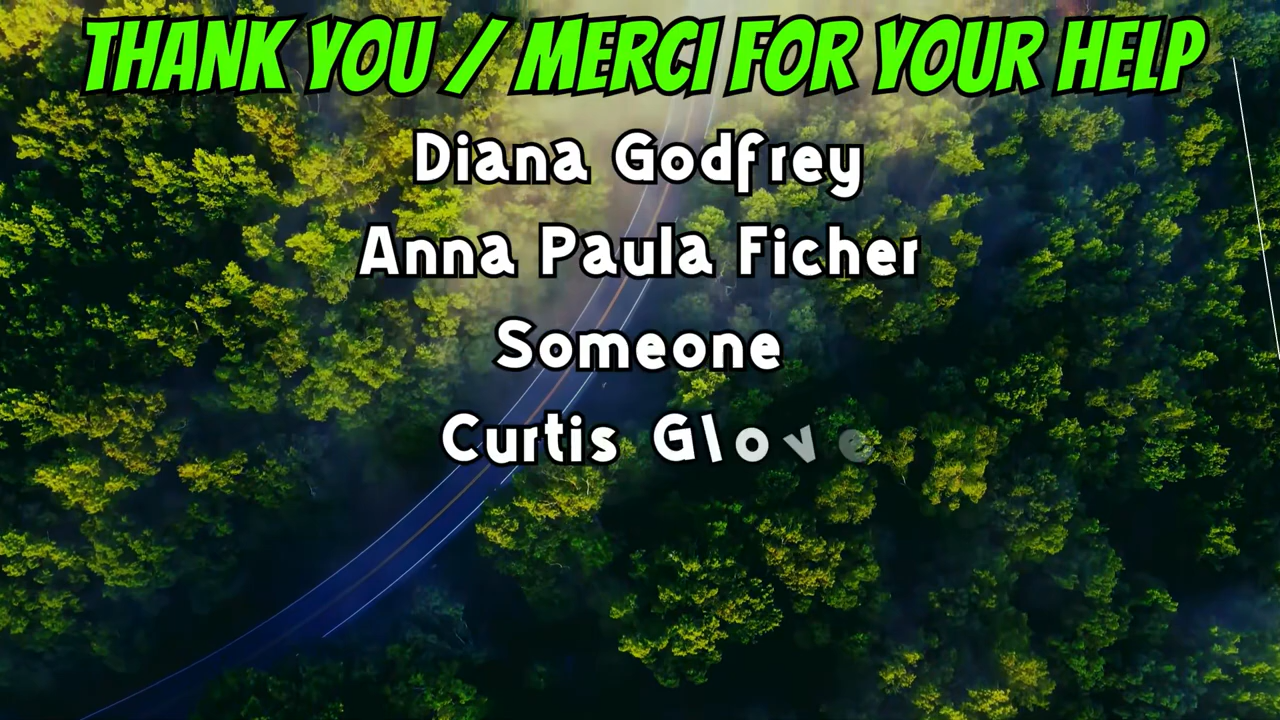 THANK YOU / MERCI FOR YOUR HELP
Diana Godfrey
Anna Paula Ficher
Someone
Curtis Glove